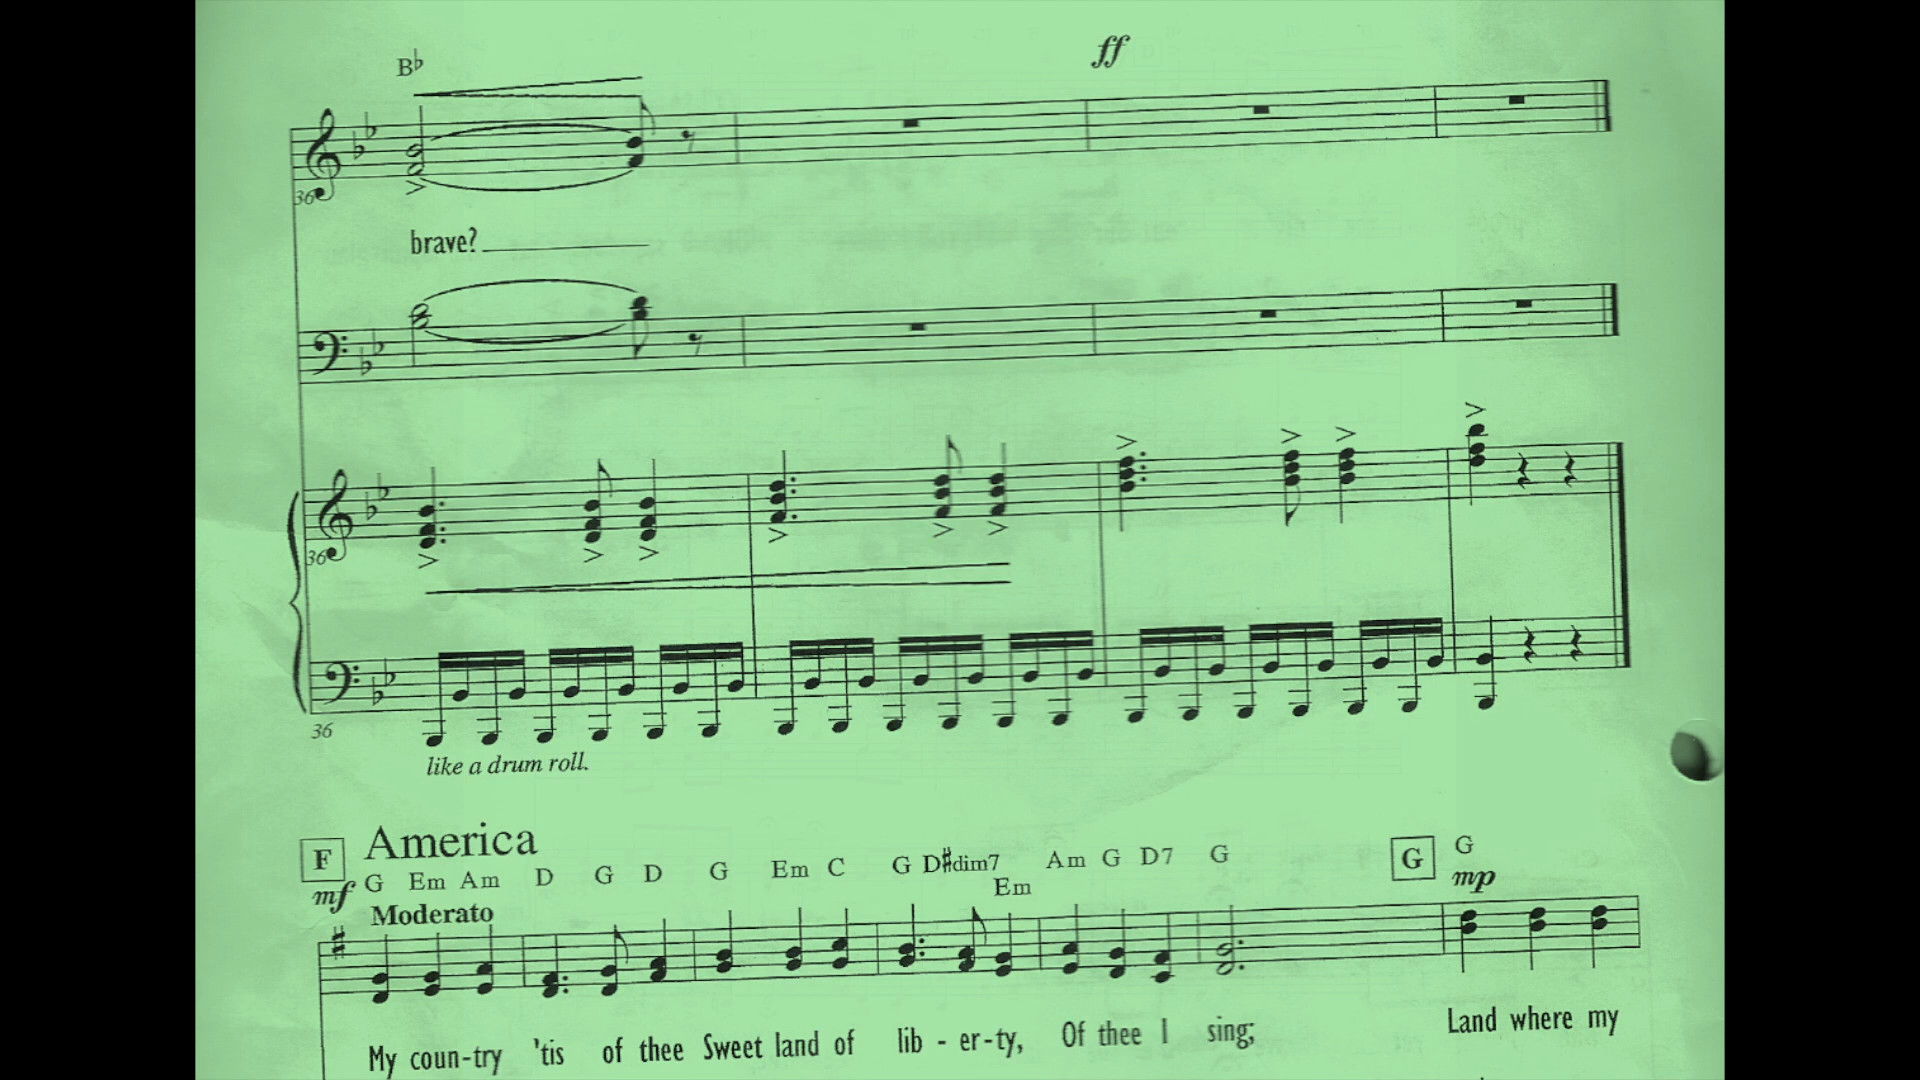 B♭
ff
36
brave?
36
36
like a drum roll.
F America
mf G Em Am D G D G Em C G D♯dim7 Em Am G D7 G G G
Moderato mp
My coun-try 'tis of thee Sweet land of lib - er-ty, Of thee I sing; Land where my